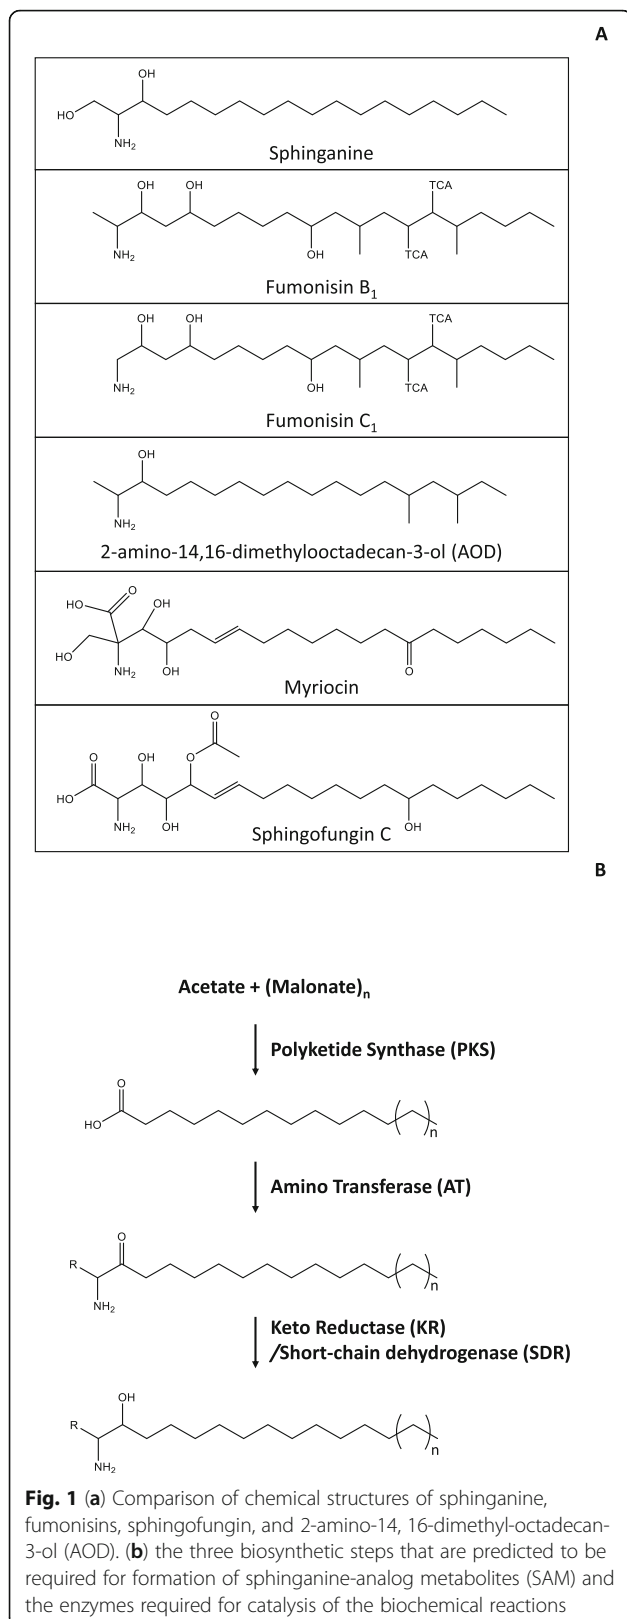 A
OH
HO
NH2
Sphinganine
OH OH TCA
NH2 OH TCA
Fumonisin B1
OH OH TCA
NH2 OH TCA
Fumonisin C1
OH
NH2
2-amino-14,16-dimethylooctadecan-3-ol (AOD)
O
HO OH
HO
NH2 OH O
Myriocin
O
O OH O
HO
NH2 OH OH
Sphingofungin C
B
Acetate + (Malonate)n
Polyketide Synthase (PKS)
O
HO n
Amino Transferase (AT)
O
R
n
NH2
Keto Reductase (KR)
/Short-chain dehydrogenase (SDR)
OH
R
n
NH2
Fig. 1 (a) Comparison of chemical structures of sphinganine,
fumonisins, sphingofungin, and 2-amino-14, 16-dimethyl-octadecan-
3-ol (AOD). (b) the three biosynthetic steps that are predicted to be
required for formation of sphinganine-analog metabolites (SAM) and
the enzymes required for catalysis of the biochemical reactions